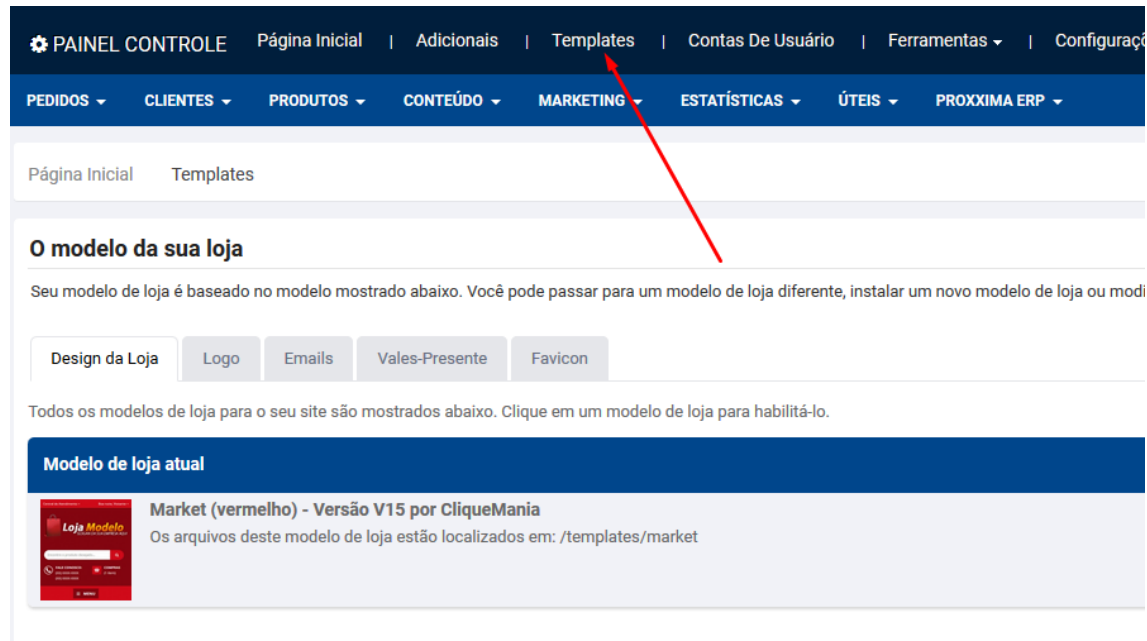 PAINEL CONTROLE Página Inicial | Adicionais | Templates | Contas De Usuário | Ferramentas | Configuraçõ
PEDIDOS CLIENTES PRODUTOS CONTEÚDO MARKETING ESTATÍSTICAS ÚTEIS PROXXIMA ERP
Página Inicial Templates
O modelo da sua loja
Seu modelo de loja é baseado no modelo mostrado abaixo. Você pode passar para um modelo de loja diferente, instalar um novo modelo de loja ou modi
Design da Loja Logo Emails Vales-Presente Favicon
Todos os modelos de loja para o seu site são mostrados abaixo. Clique em um modelo de loja para habilitá-lo.
Modelo de loja atual
Market (vermelho) - Versão V15 por CliqueMania
Os arquivos deste modelo de loja estão localizados em: /templates/market
Loja Modelo
MENU